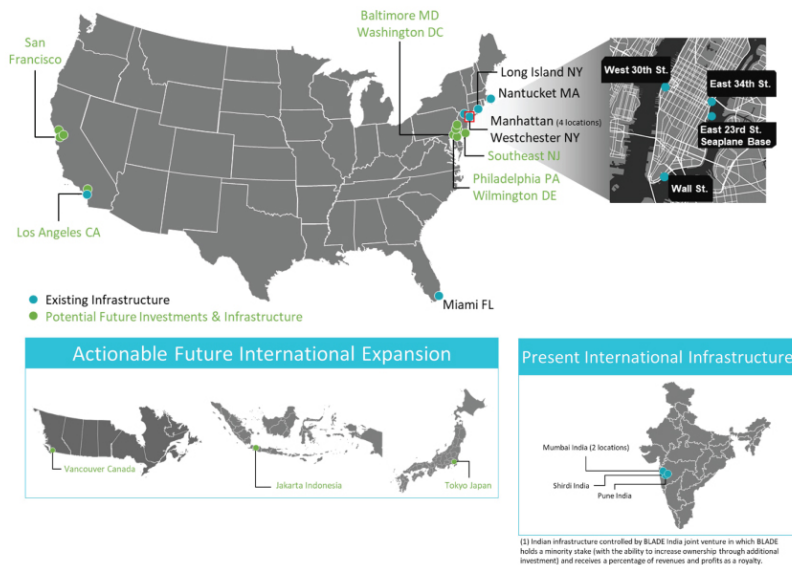 Baltimore MD
Washington DC
San
Francisco
Long Island NY
Nantucket MA
Manhattan (4 locations)
Westchester NY
Southeast NJ
Philadelphia PA
Wilmington DE
Los Angeles CA
Miami FL
West 30th St.
East 34th St.
East 23rd St.
Seaplane Base
Wall St.
Existing Infrastructure
Potential Future Investments & Infrastructure
Actionable Future International Expansion
Vancouver Canada
Jakarta Indonesia
Tokyo Japan
Present International Infrastructure
Mumbai India (2 locations)
Shirdi India
Pune India
(1) Indian infrastructure controlled by BLADE India joint venture in which BLADE
holds a minority stake (with the ability to increase ownership through additional
investment) and receives a percentage of revenues and profits as a royalty.